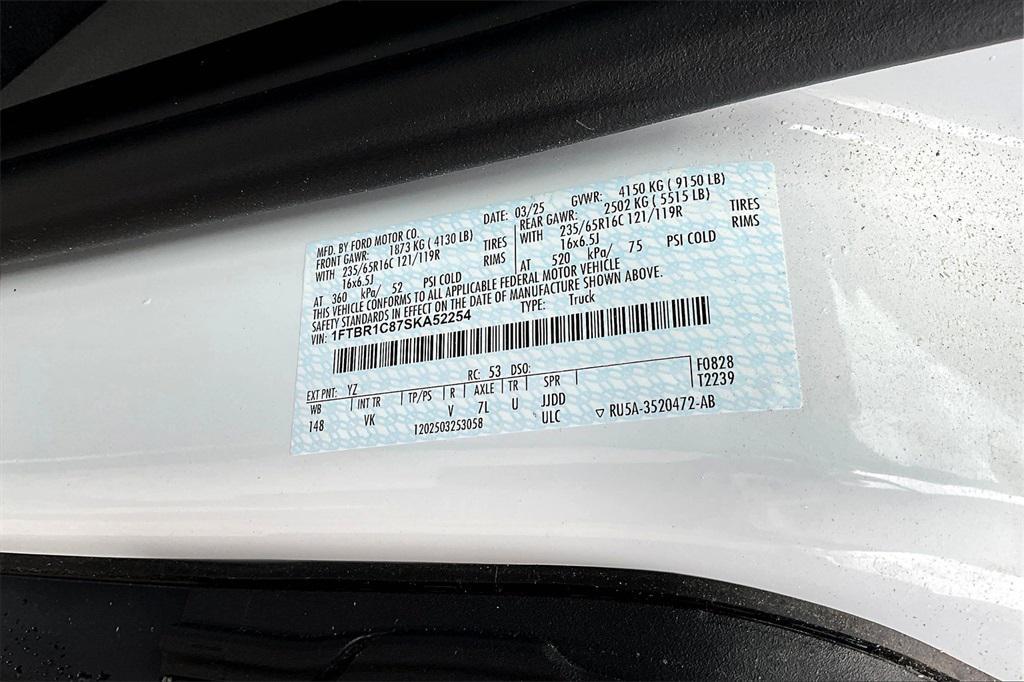 MFD. BY FORD MOTOR CO. DATE: 03/25 GVWR: 4150 KG ( 9150 LB)
FRONT GAWR: 1873 KG ( 4130 LB) REAR GAWR: 2502 KG ( 5515 LB)
WITH 235/65R16C 121/119R TIRES WITH 235/65R16C 121/119R TIRES
16x6.5J RIMS 16x6.5J RIMS
AT 360 kPa/ 52 PSI COLD AT 520 kPa/ 75 PSI COLD
THIS VEHICLE CONFORMS TO ALL APPLICABLE FEDERAL MOTOR VEHICLE
SAFETY STANDARDS IN EFFECT ON THE DATE OF MANUFACTURE SHOWN ABOVE.
VIN: 1FTBR1C87SKA52254 TYPE: Truck
EXT PNT: YZ RC: 53 DSO: F0828
WB INT TR TP/PS R AXLE TR SPR T2239
148 VK V 7L U JJDD
1202503253058 ULC ▽ RU5A-3520472-AB